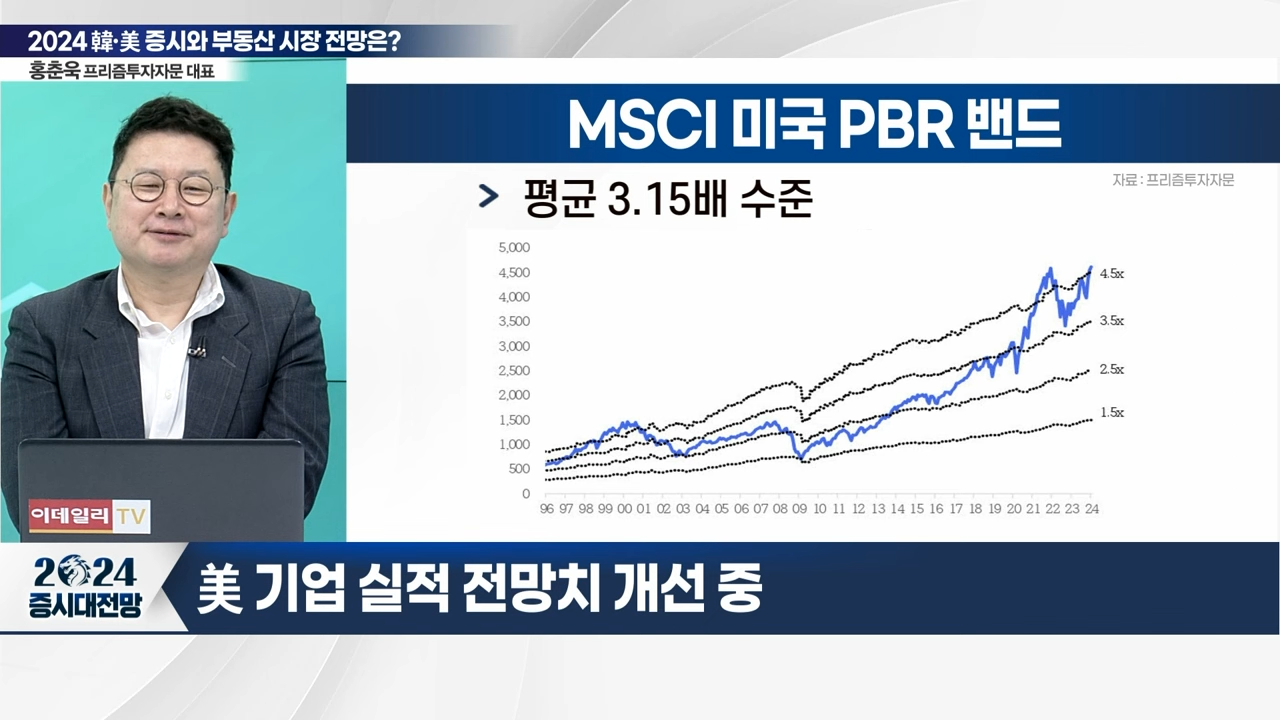 2024 韓·美 증시와 부동산 시장 전망은?
홍춘욱 프리즘투자자문 대표
MSCI 미국 PBR 밴드
자료 : 프리즘투자자문
> 평균 3.15배 수준
5,000
4,500
4,000
3,500
3,000
2,500
2,000
1,500
1,000
500
0
4.5x
3.5x
2.5x
1.5x
96 97 98 99 00 01 02 03 04 05 06 07 08 09 10 11 12 13 14 15 16 17 18 19 20 21 22 23 24
이데일리 TV
2024
증시대전망
美 기업 실적 전망치 개선 중